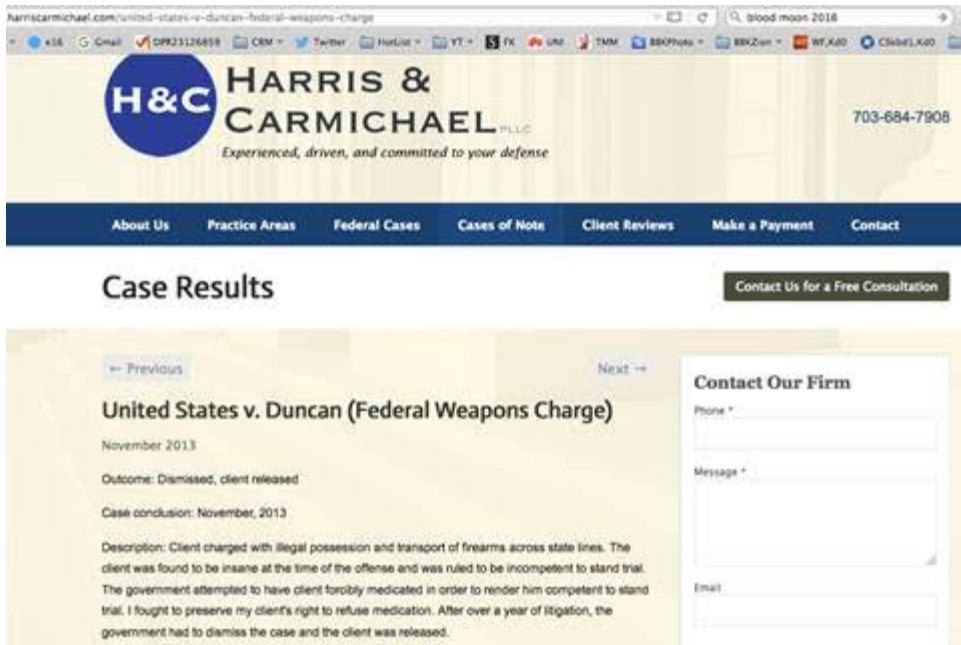 harriscarmichael.com/united-states-v-duncan-federal-weapons-charge
blood moon 2016
e16 Gmail DPR23126859 CRM Twitter HotList YT FX UNI TMM BBKPhoto BBKZion
H&C
HARRIS &
CARMICHAEL PLLC
Experienced, driven, and committed to your defense
703-684-7908
About Us Practice Areas Federal Cases Cases of Note Client Reviews Make a Payment Contact
Case Results
Contact Us for a Free Consultation
← Previous
Next →
United States v. Duncan (Federal Weapons Charge)
November 2013
Outcome: Dismissed, client released
Case conclusion: November, 2013
Description: Client charged with illegal possession and transport of firearms across state lines. The
client was found to be insane at the time of the offense and was ruled to be incompetent to stand trial.
The government attempted to have client forcibly medicated in order to render him competent to stand
trial. I fought to preserve my client's right to refuse medication. After over a year of litigation, the
government had to dismiss the case and the client was released.
Contact Our Firm
Phone *
Message *
Email